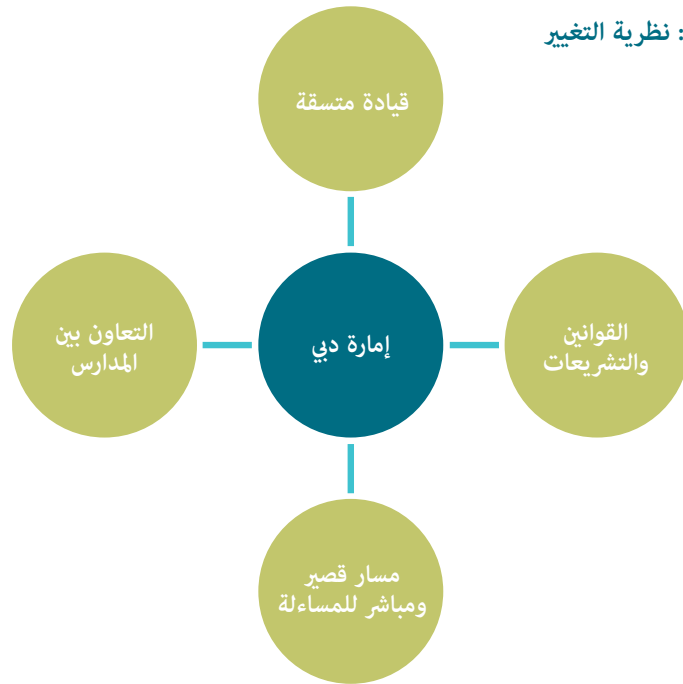 : نظرية التغيير
قيادة متسقة
القوانين
والتشريعات
إمارة دبي
التعاون بين
المدارس
مسار قصير
ومباشر للمساءلة